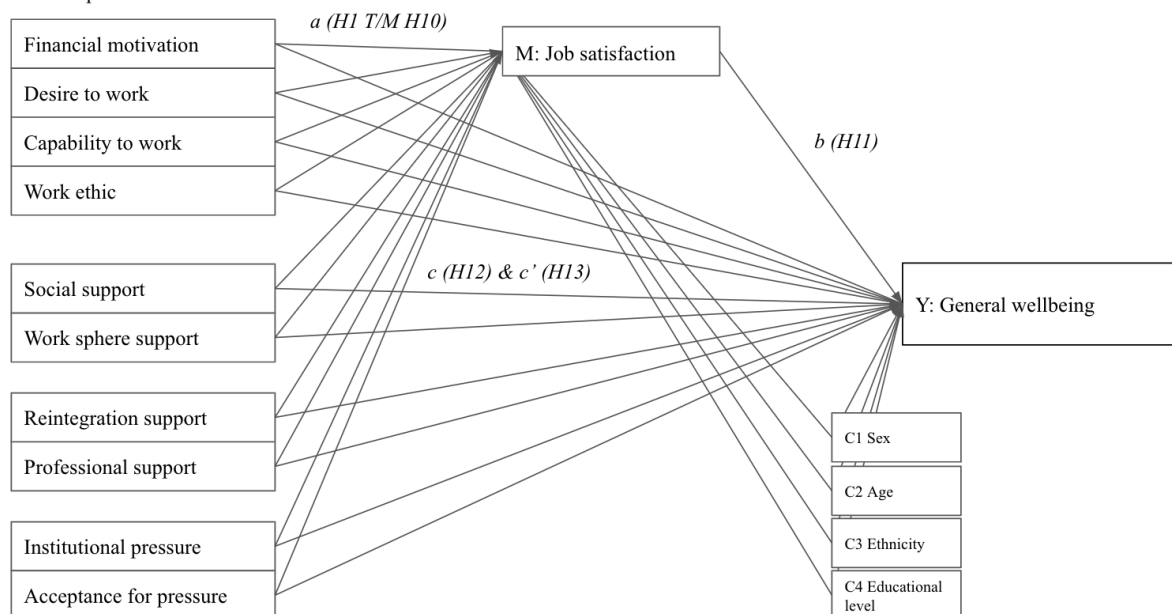 a (H1 T/M H10)
Financial motivation
M: Job satisfaction
Desire to work
Capability to work
b (H11)
Work ethic
c (H12) & c’ (H13)
Social support
Y: General wellbeing
Work sphere support
Reintegration support
C1 Sex
Professional support
C2 Age
Institutional pressure
C3 Ethnicity
Acceptance for pressure
C4 Educational
level